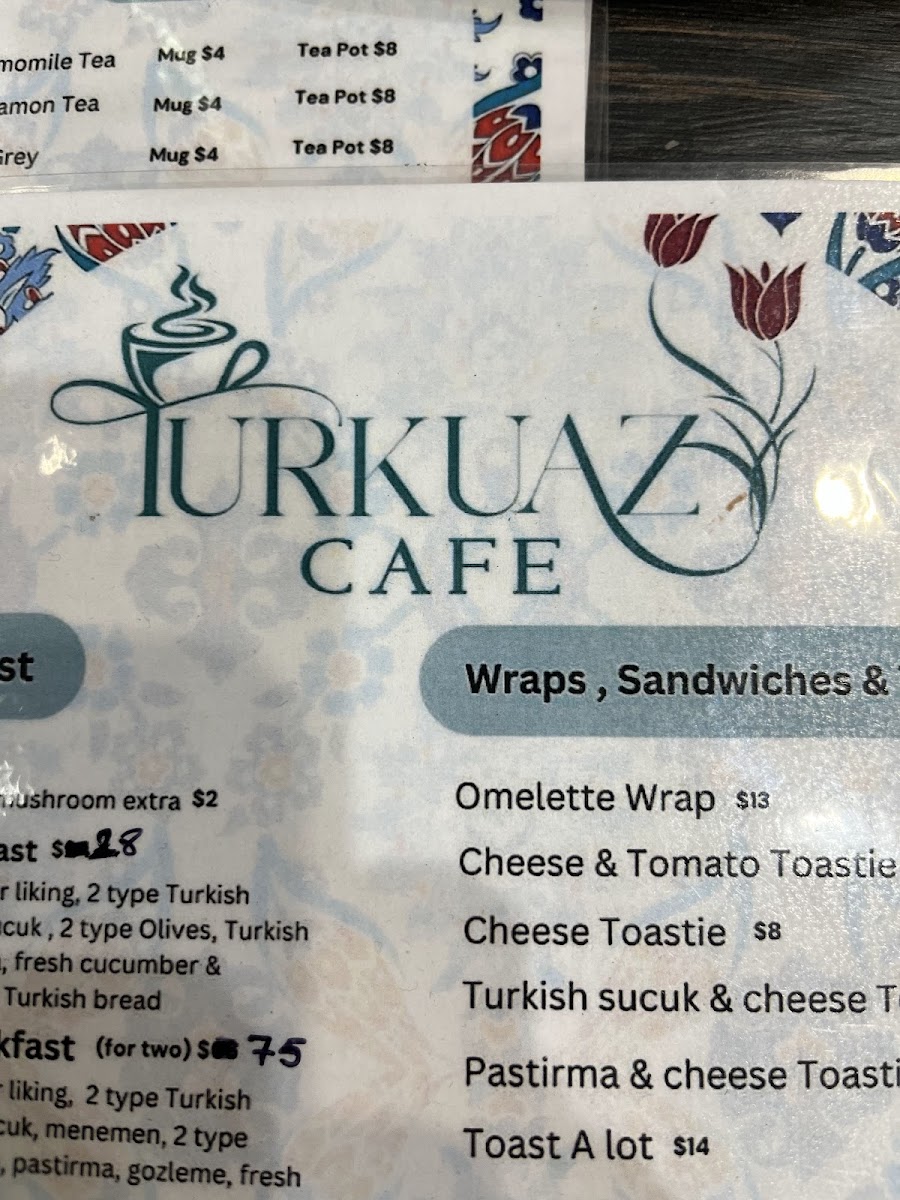 momile Tea Mug $4 Tea Pot $8
amon Tea Mug $4 Tea Pot $8
Grey Mug $4 Tea Pot $8
TURKUAZ
CAFE
st
mushroom extra $2
ast $28
r liking, 2 type Turkish
cuk , 2 type Olives, Turkish
, fresh cucumber &
Turkish bread
kfast (for two) $75
liking, 2 type Turkish
cuk, menemen, 2 type
, pastirma, gozleme, fresh
Wraps , Sandwiches &
Omelette Wrap $13
Cheese & Tomato Toastie
Cheese Toastie $8
Turkish sucuk & cheese T
Pastirma & cheese Toasti
Toast A lot $14